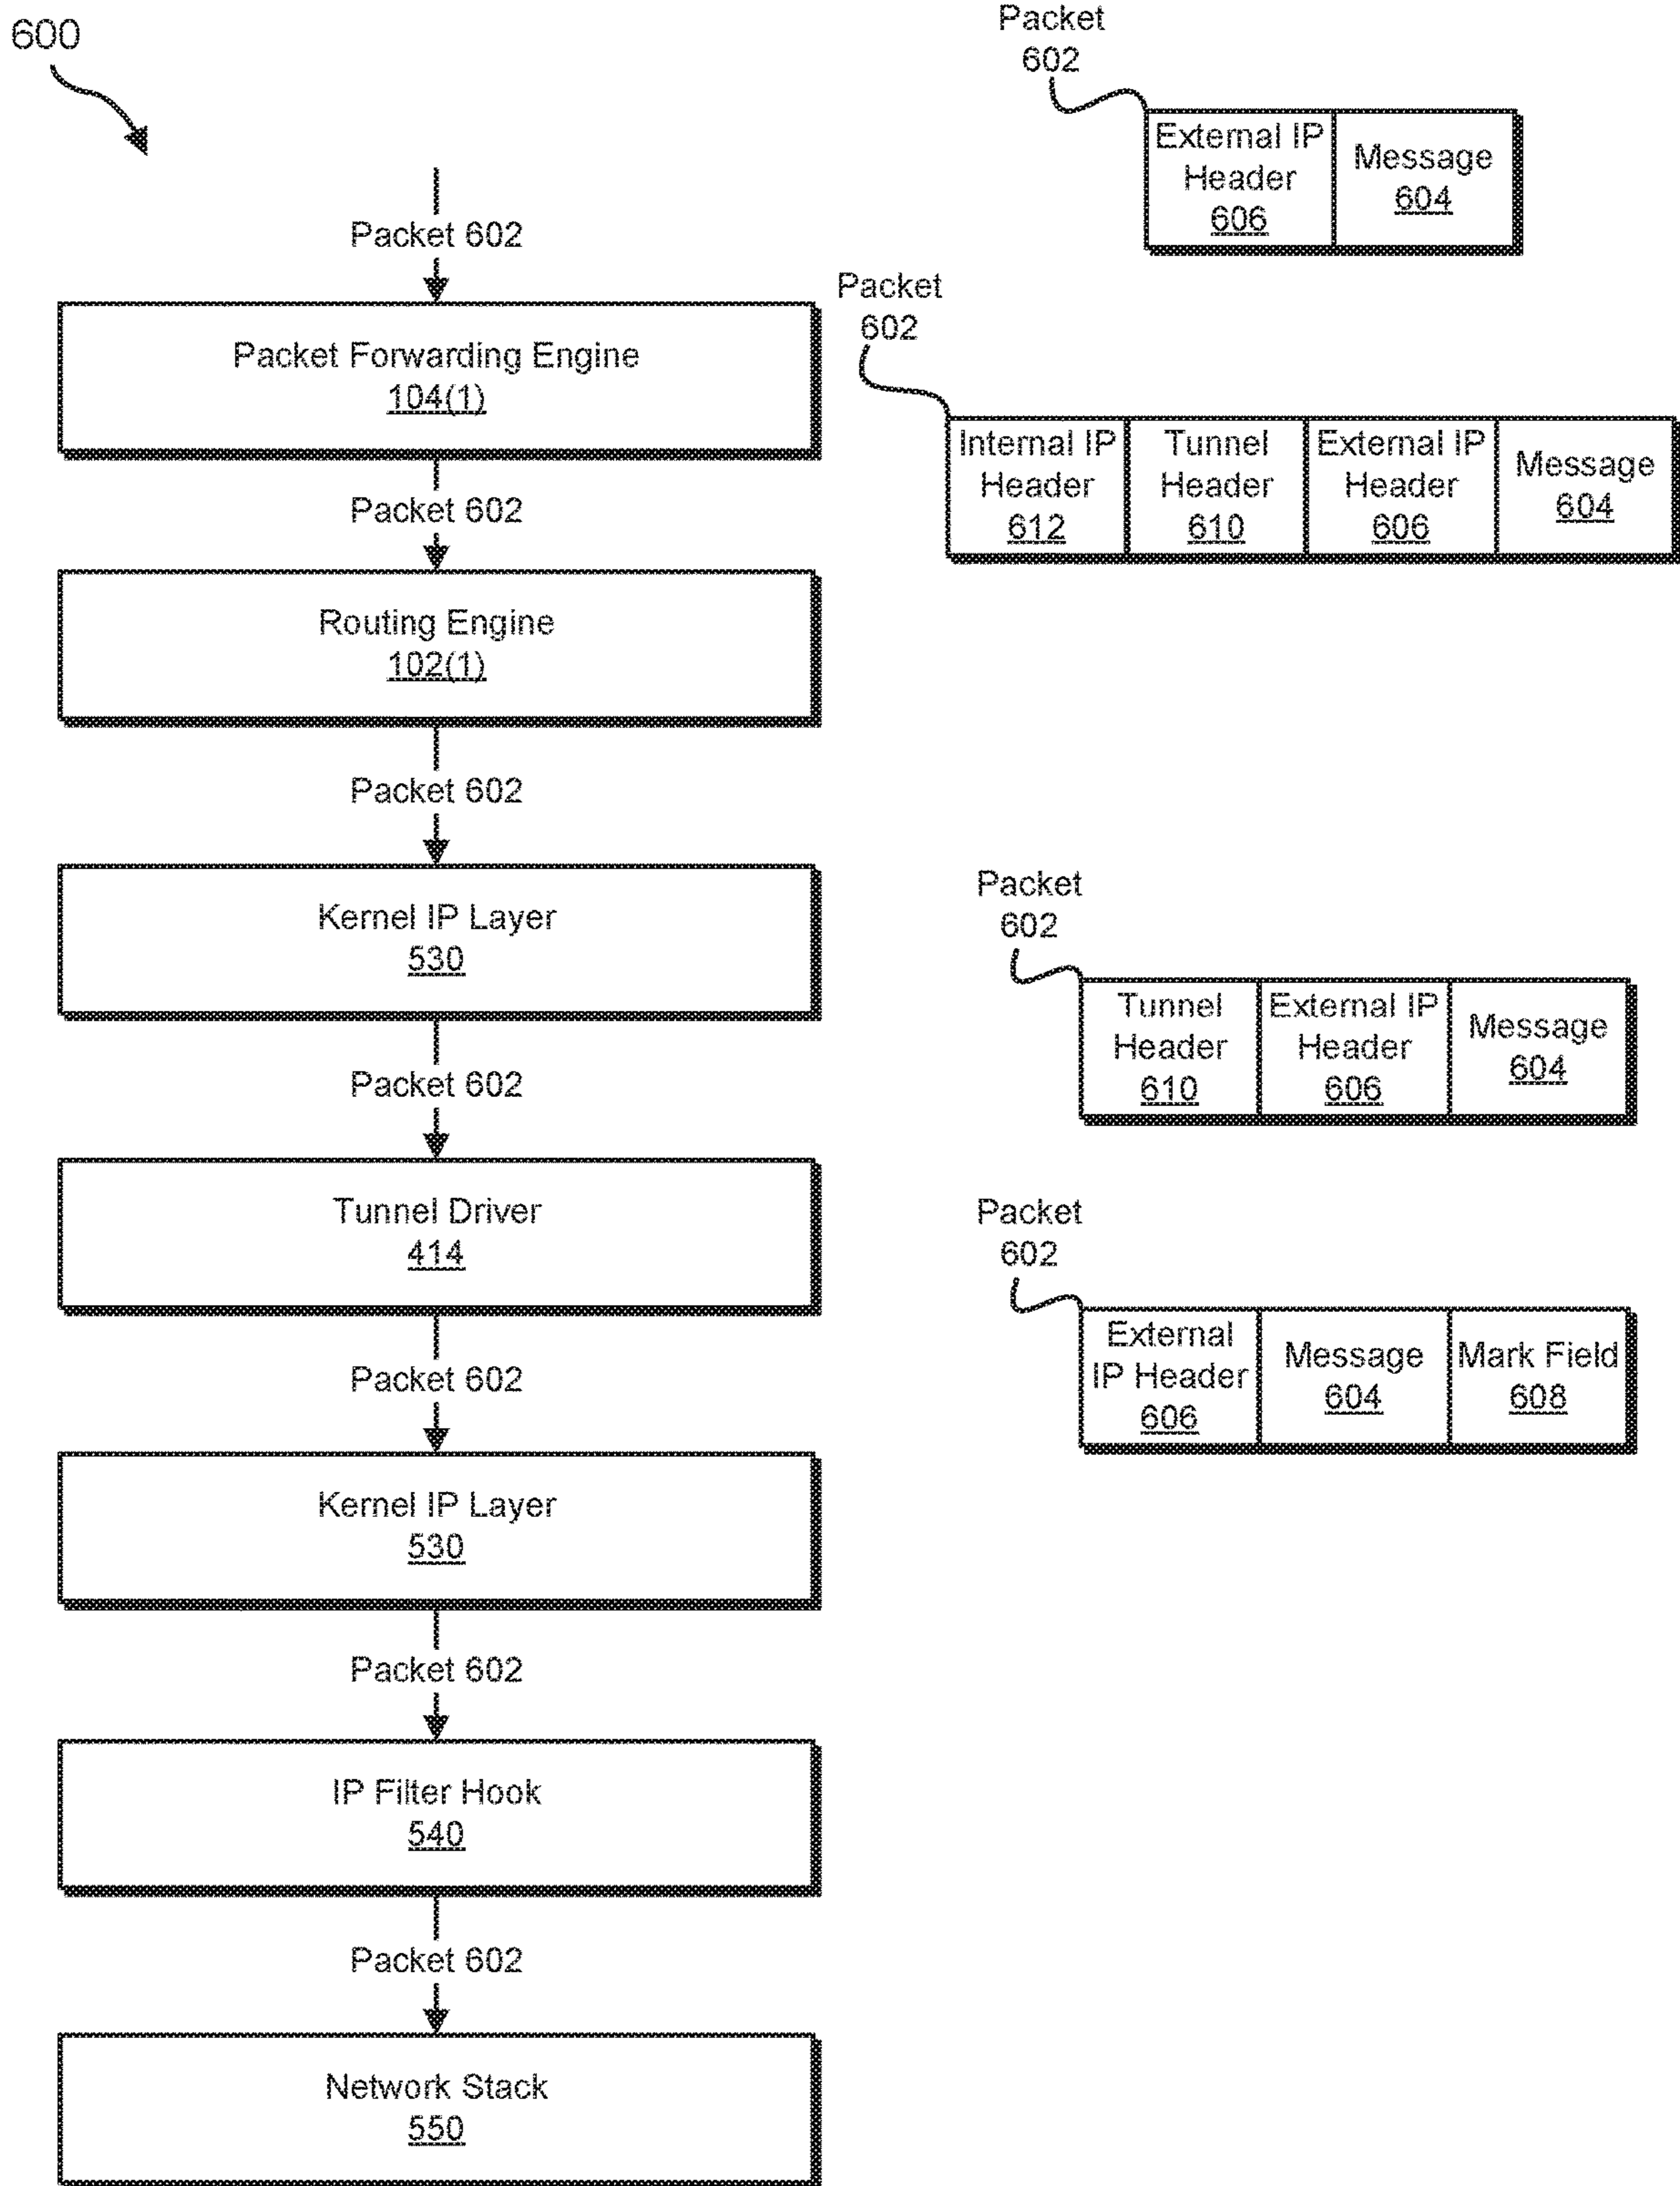 600
Packet 602
Packet Forwarding Engine
104(1)
Packet 602
Routing Engine
102(1)
Packet 602
Kernel IP Layer
530
Packet 602
Tunnel Driver
414
Packet 602
Kernel IP Layer
530
Packet 602
IP Filter Hook
540
Packet 602
Network Stack
550
Packet
602
External IP
Header
606
Message
604
Packet
602
Internal IP
Header
612
Tunnel
Header
610
External IP
Header
606
Message
604
Packet
602
Tunnel
Header
610
External IP
Header
606
Message
604
Packet
602
External
IP Header
606
Message
604
Mark Field
608